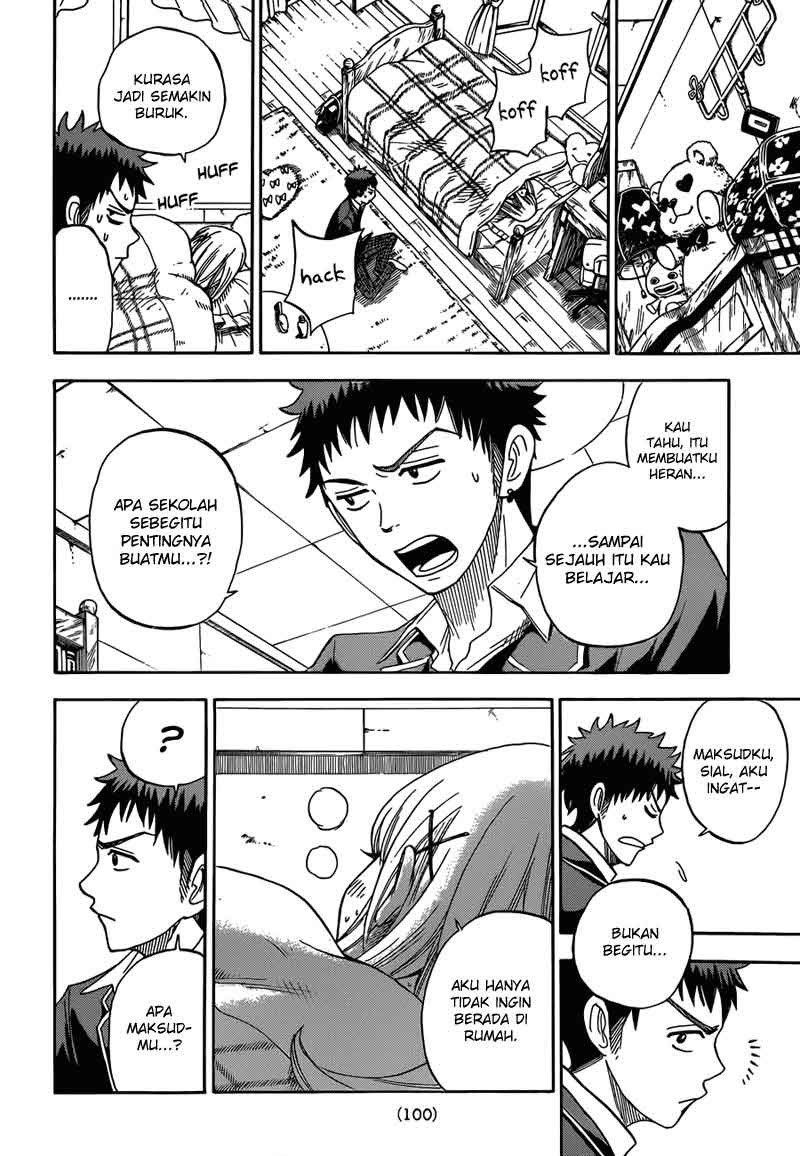 koff
koff
koff
hack
KURASA
JADI SEMAKIN
BURUK.
HUFF
HUFF
.......
KAU
TAHU, ITU
MEMBUATKU
HERAN...
...SAMPAI
SEJAUH ITU KAU
BELAJAR...
APA SEKOLAH
SEBEGITU
PENTINGNYA
BUATMU...?!
MAKSUDKU,
SIAL, AKU
INGAT--
BUKAN
BEGITU...
AKU HANYA
TIDAK INGIN
BERADA DI
RUMAH.
?
APA
MAKSUD-
MU...?
(100)